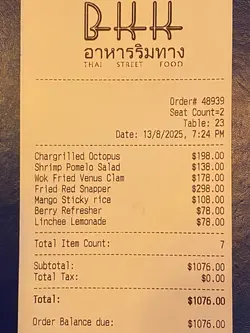 BKK
อาหารริมทาง
THAI STREET FOOD
Order# 48939
Seat Count=2
Table: 23
Date: 13/8/2025, 7:24 PM
Chargrilled Octopus $198.00
Shrimp Pomelo Salad $138.00
Wok Fried Venus Clam $178.00
Fried Red Snapper $298.00
Mango Sticky rice $108.00
Berry Refresher $78.00
Linchee Lemonade $78.00
Total Item Count: 7
Subtotal: $1076.00
Total Tax: $0.00
Total: $1076.00
Order Balance due: $1076.00